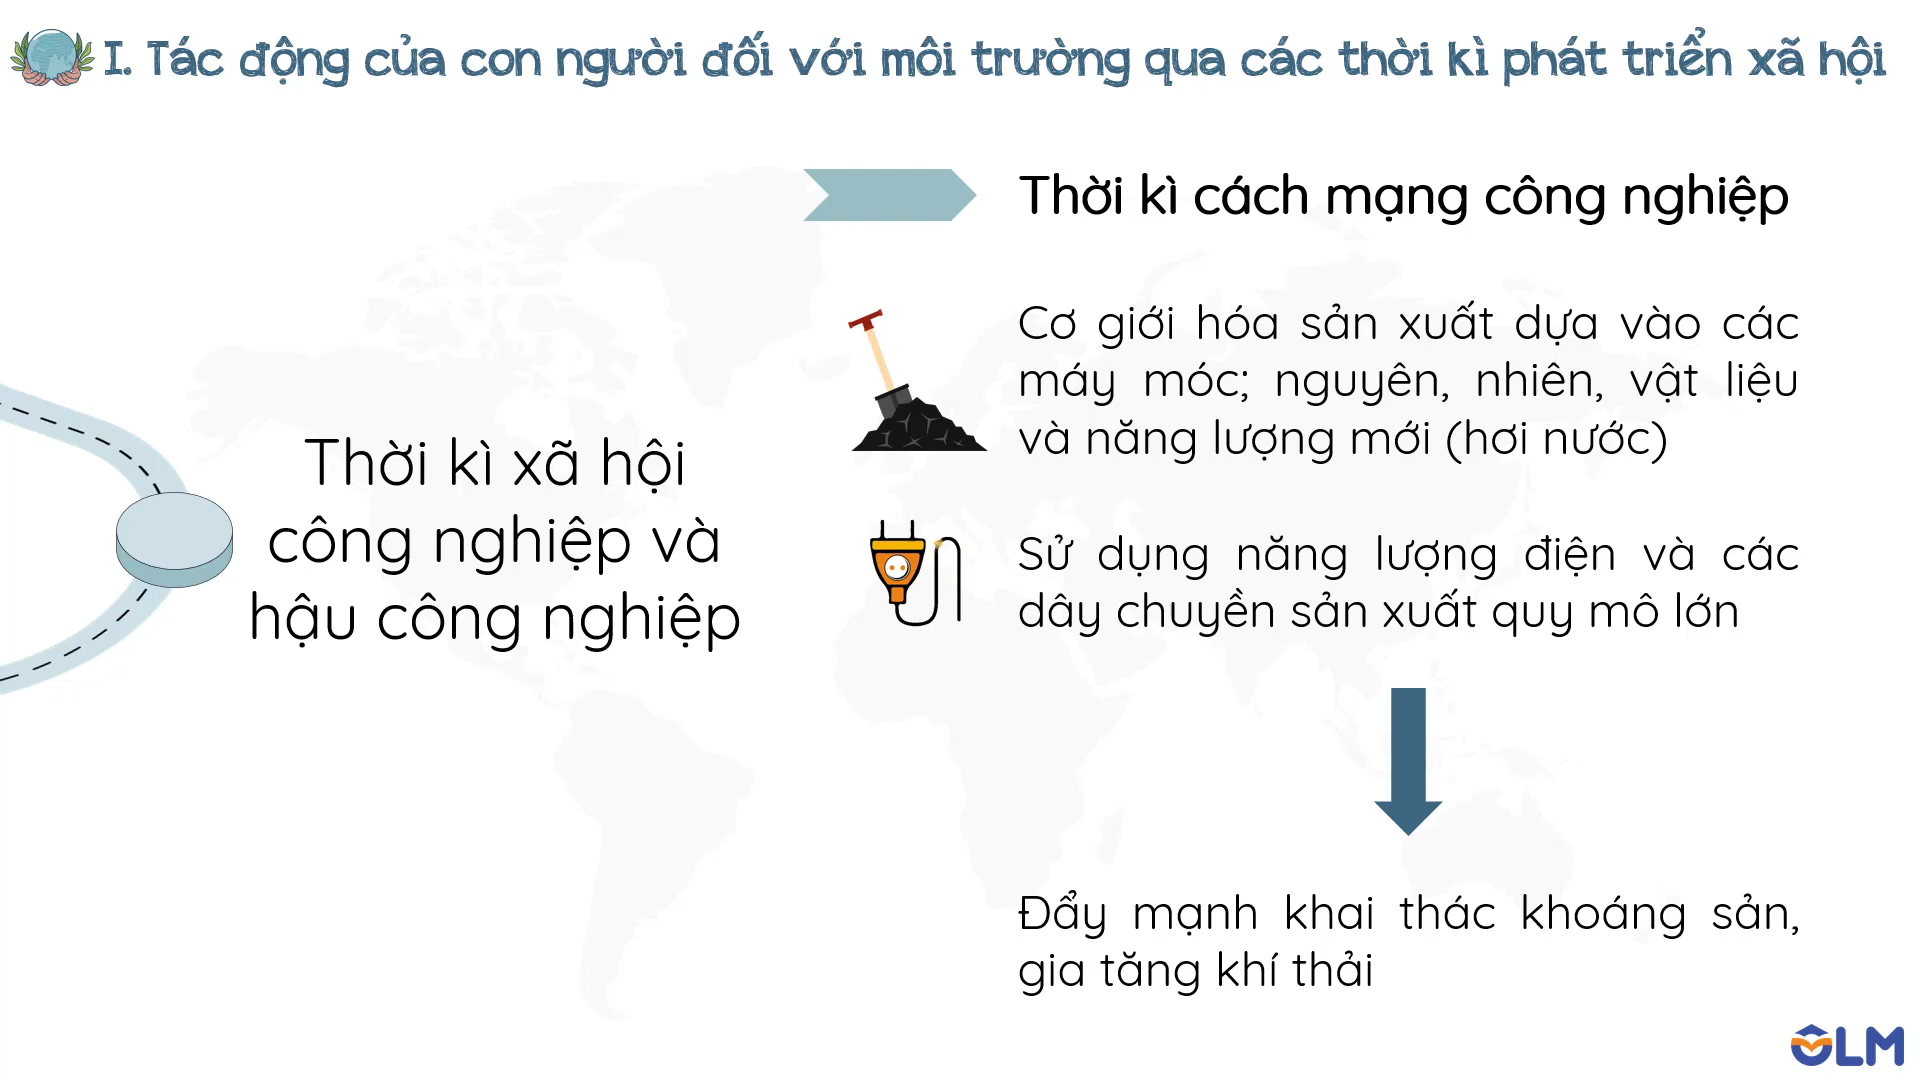 I. Tác động của con người đối với môi trường qua các thời kì phát triển xã hội
Thời kì xã hội
công nghiệp và
hậu công nghiệp
Thời kì cách mạng công nghiệp
Cơ giới hóa sản xuất dựa vào các
máy móc; nguyên, nhiên, vật liệu
và năng lượng mới (hơi nước)
Sử dụng năng lượng điện và các
dây chuyền sản xuất quy mô lớn
Đẩy mạnh khai thác khoáng sản,
gia tăng khí thải
OLM